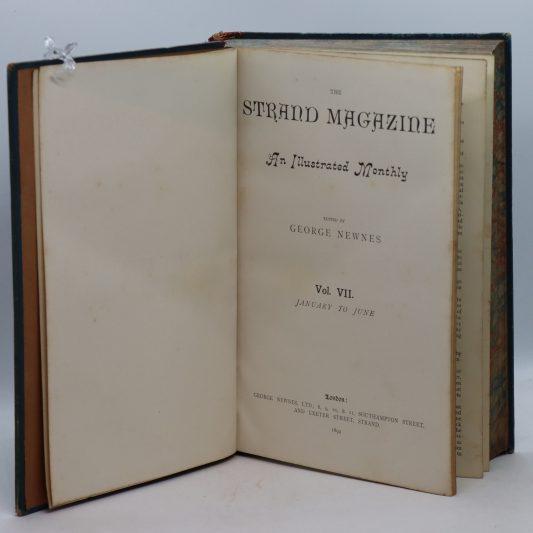 THE
STRAND MAGAZINE
An Illustrated Monthly
EDITED BY
GEORGE NEWNES
Vol. VII.
JANUARY TO JUNE
London:
GEORGE NEWNES, LTD., 8, 9, 10, & 11, SOUTHAMPTON STREET,
AND EXETER STREET, STRAND.